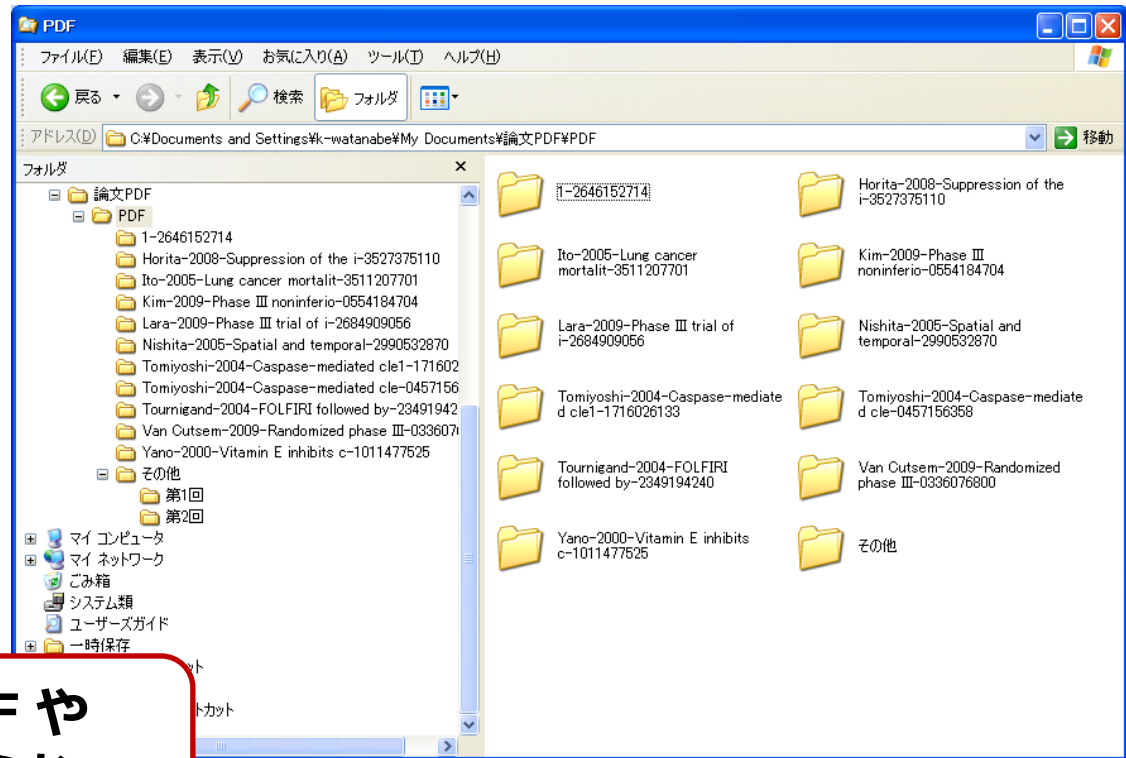 PDF
ファイル(F) 編集(E) 表示(V) お気に入り(A) ツール(T) ヘルプ(H)
戻る 検索 フォルダ
アドレス(D) C:¥Documents and Settings¥k-watanabe¥My Documents¥論文PDF¥PDF 移動
フォルダ ×
論文PDF
PDF
1-2646152714
Horita-2008-Suppression of the i-3527375110
Ito-2005-Lung cancer mortalit-3511207701
Kim-2009-Phase Ⅲ noninferio-0554184704
Lara-2009-Phase Ⅲ trial of i-2684909056
Nishita-2005-Spatial and temporal-2990532870
Tomiyoshi-2004-Caspase-mediated cle1-171602
Tomiyoshi-2004-Caspase-mediated cle-0457156
Tournigand-2004-FOLFIRI followed by-23491942
Van Cutsem-2009-Randomized phase Ⅲ-033607
Yano-2000-Vitamin E inhibits c-1011477525
その他
第1回
第2回
マイ コンピュータ
マイ ネットワーク
ごみ箱
システム類
ユーザーズガイド
一時保存
ット
トカット
F や
1-2646152714
Horita-2008-Suppression of the
i-3527375110
Ito-2005-Lung cancer
mortalit-3511207701
Kim-2009-Phase Ⅲ
noninferio-0554184704
Lara-2009-Phase Ⅲ trial of
i-2684909056
Nishita-2005-Spatial and
temporal-2990532870
Tomiyoshi-2004-Caspase-mediate
d cle1-1716026133
Tomiyoshi-2004-Caspase-mediate
d cle-0457156358
Tournigand-2004-FOLFIRI
followed by-2349194240
Van Cutsem-2009-Randomized
phase Ⅲ-0336076800
Yano-2000-Vitamin E inhibits
c-1011477525
その他